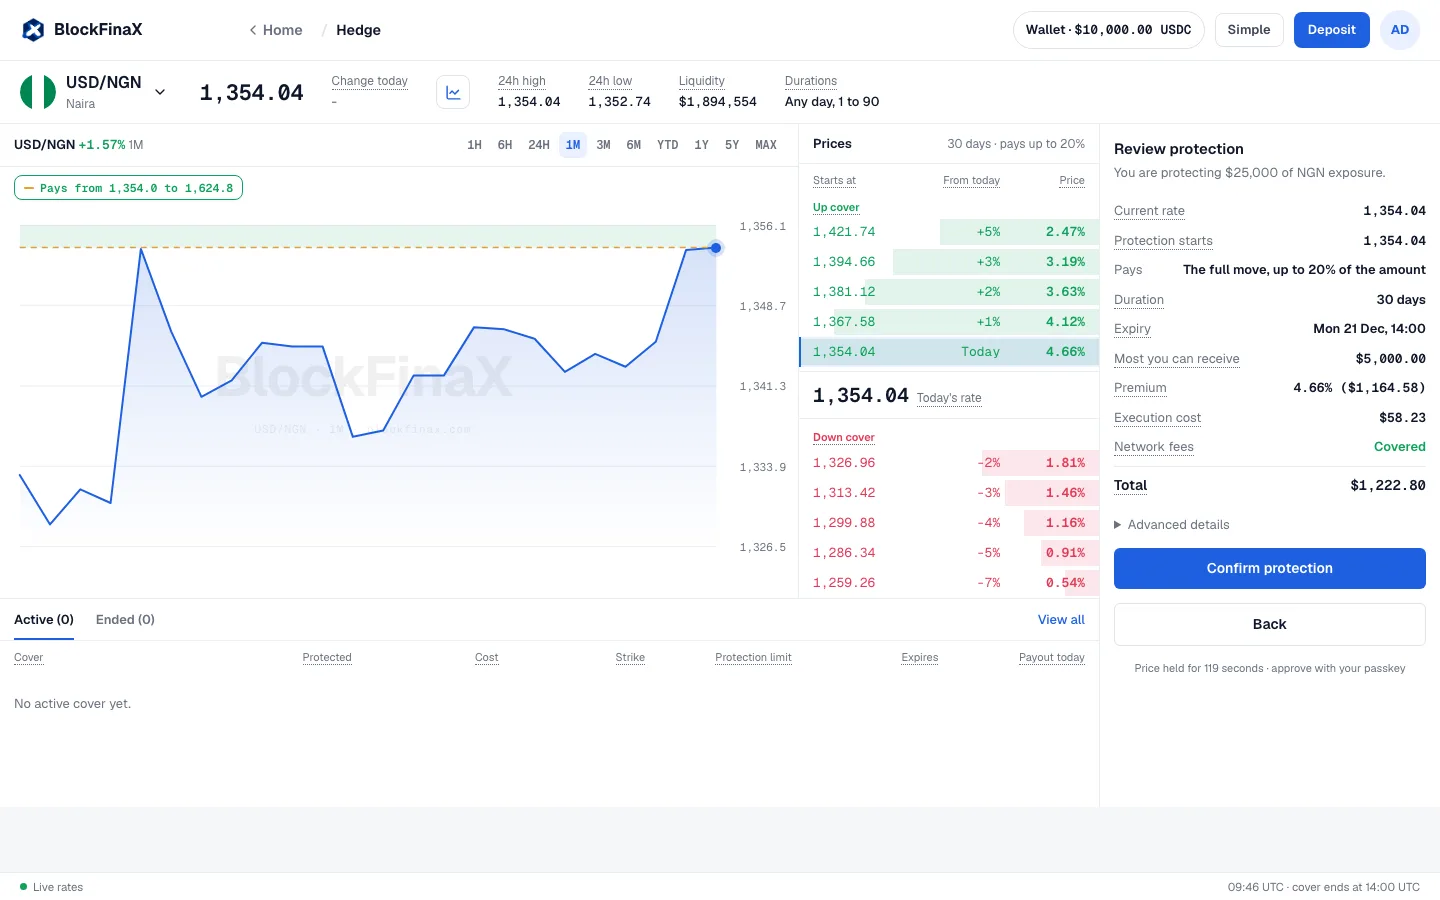 BlockFinaX
Home / Hedge
Wallet · $10,000.00 USDC
Simple
Deposit
AD
USD/NGN
Naira
1,354.04
Change today
-
24h high
1,354.04
24h low
1,352.74
Liquidity
$1,894,554
Durations
Any day, 1 to 90
USD/NGN +1.57% 1M
1H 6H 24H 1M 3M 6M YTD 1Y 5Y MAX
Pays from 1,354.0 to 1,624.8
1,356.1
1,348.7
1,341.3
1,333.9
1,326.5
BlockFinaX
USD/NGN · 1M
Prices
30 days · pays up to 20%
Starts at From today Price
Up cover
1,421.74 +5% 2.47%
1,394.66 +3% 3.19%
1,381.12 +2% 3.63%
1,367.58 +1% 4.12%
1,354.04 Today 4.66%
1,354.04 Today's rate
Down cover
1,326.96 -2% 1.81%
1,313.42 -3% 1.46%
1,299.88 -4% 1.16%
1,286.34 -5% 0.91%
1,259.26 -7% 0.54%
Review protection
You are protecting $25,000 of NGN exposure.
Current rate 1,354.04
Protection starts 1,354.04
Pays The full move, up to 20% of the amount
Duration 30 days
Expiry Mon 21 Dec, 14:00
Most you can receive $5,000.00
Premium 4.66% ($1,164.58)
Execution cost $58.23
Network fees Covered
Total $1,222.80
Advanced details
Confirm protection
Back
Price held for 119 seconds · approve with your passkey
Active (0) Ended (0)
View all
Cover Protected Cost Strike Protection limit Expires Payout today
No active cover yet.
Live rates
09:46 UTC · cover ends at 14:00 UTC